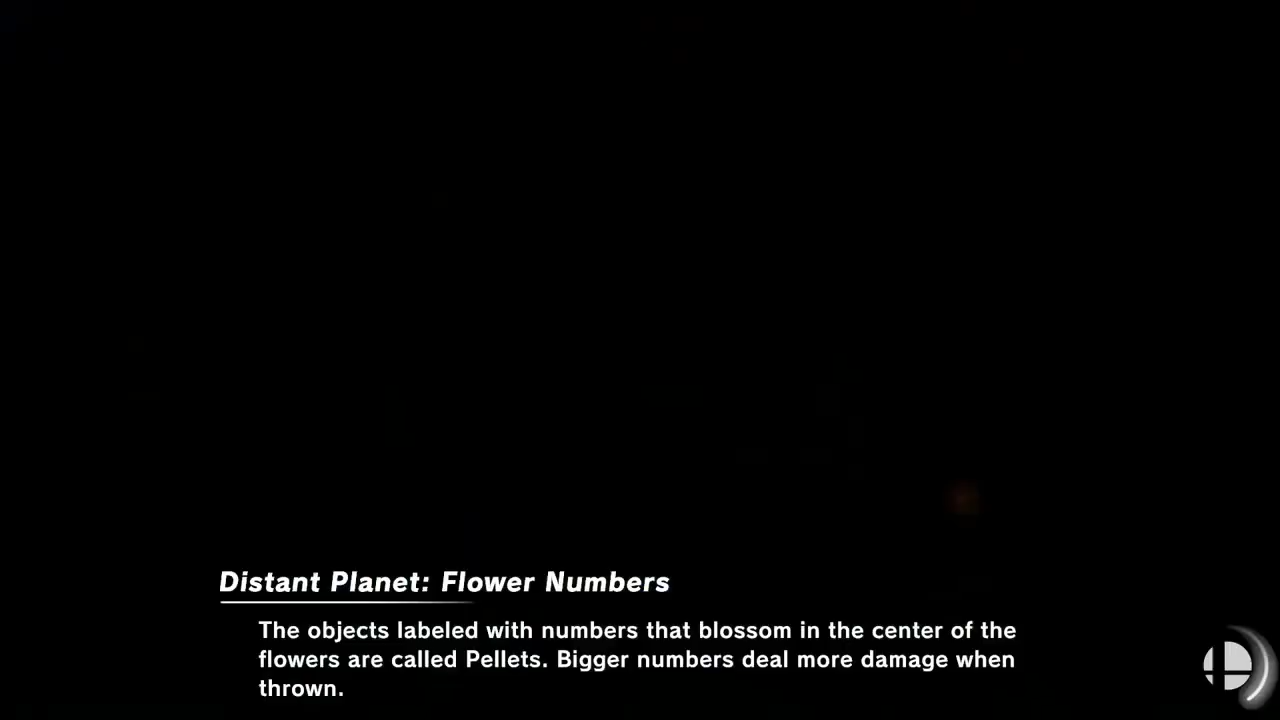 Distant Planet: Flower Numbers
The objects labeled with numbers that blossom in the center of the
flowers are called Pellets. Bigger numbers deal more damage when
thrown.